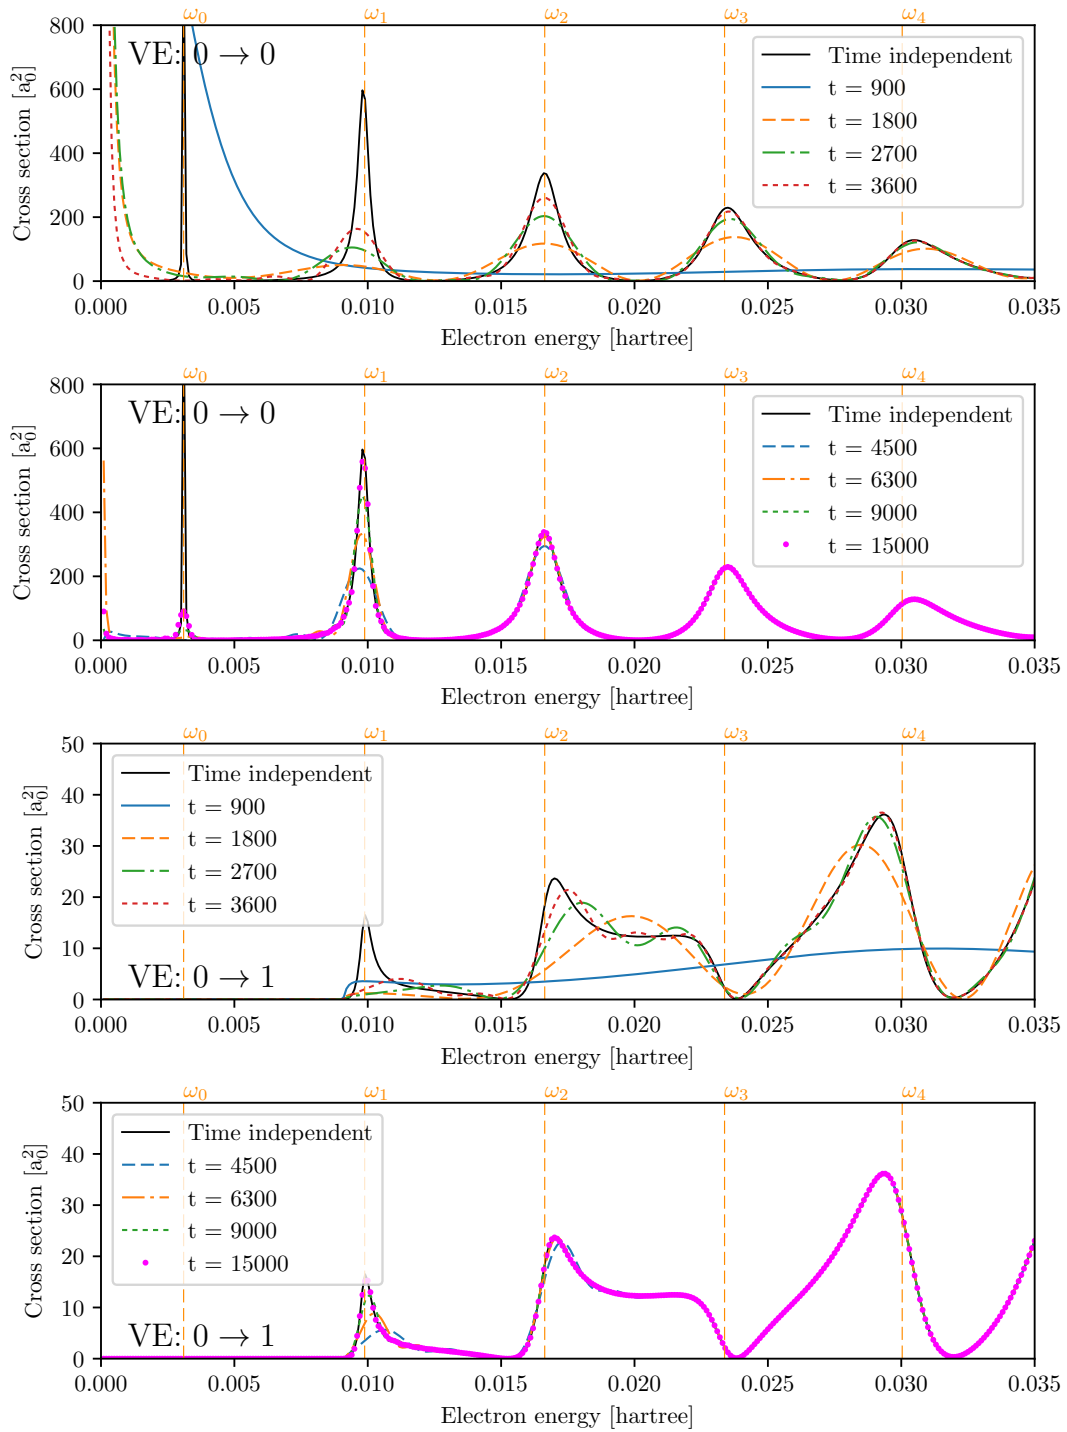 ω₀ ω₁ ω₂ ω₃ ω₄
800
600
400
200
0
Cross section [a₀²]
VE: 0 → 0
Time independent
t = 900
t = 1800
t = 2700
t = 3600
0.000 0.005 0.010 0.015 0.020 0.025 0.030 0.035
Electron energy [hartree]
ω₀ ω₁ ω₂ ω₃ ω₄
800
600
400
200
0
Cross section [a₀²]
VE: 0 → 0
Time independent
t = 4500
t = 6300
t = 9000
t = 15000
0.000 0.005 0.010 0.015 0.020 0.025 0.030 0.035
Electron energy [hartree]
ω₀ ω₁ ω₂ ω₃ ω₄
50
40
30
20
10
0
Cross section [a₀²]
Time independent
t = 900
t = 1800
t = 2700
t = 3600
VE: 0 → 1
0.000 0.005 0.010 0.015 0.020 0.025 0.030 0.035
Electron energy [hartree]
ω₀ ω₁ ω₂ ω₃ ω₄
50
40
30
20
10
0
Cross section [a₀²]
Time independent
t = 4500
t = 6300
t = 9000
t = 15000
VE: 0 → 1
0.000 0.005 0.010 0.015 0.020 0.025 0.030 0.035
Electron energy [hartree]